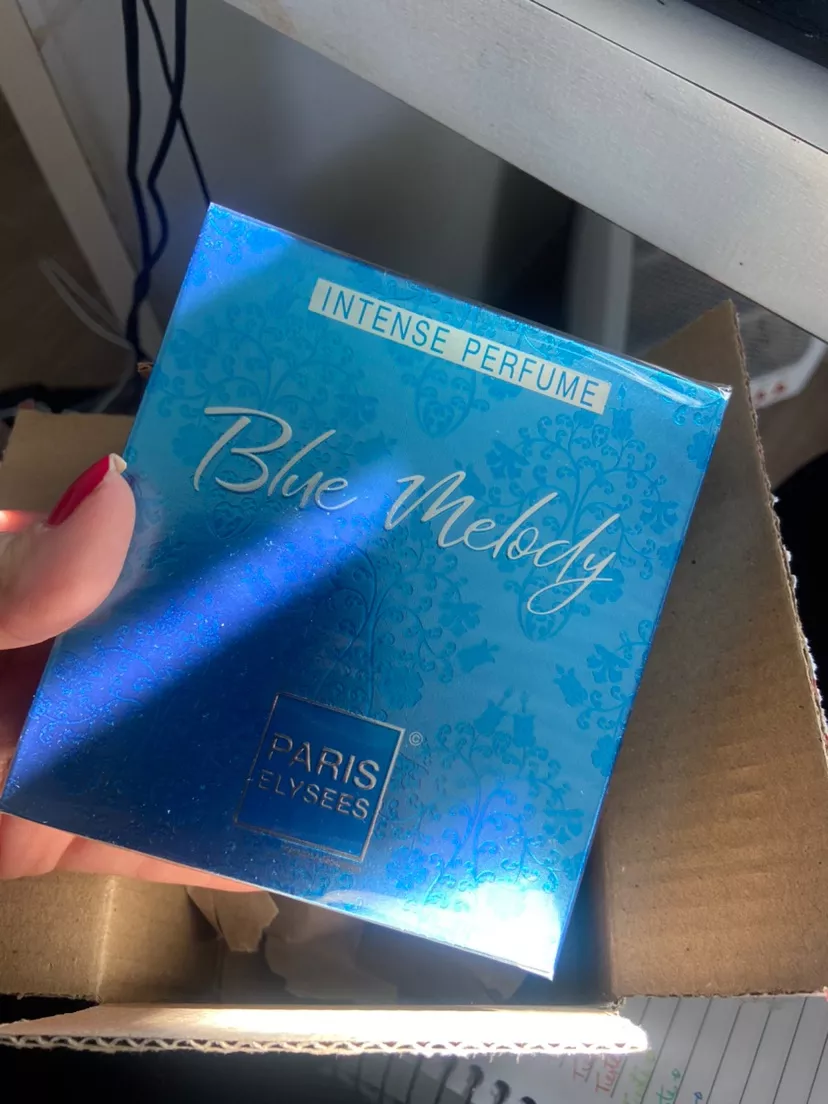 INTENSE PERFUME
Blue Melody
PARIS
ELYSEES
©